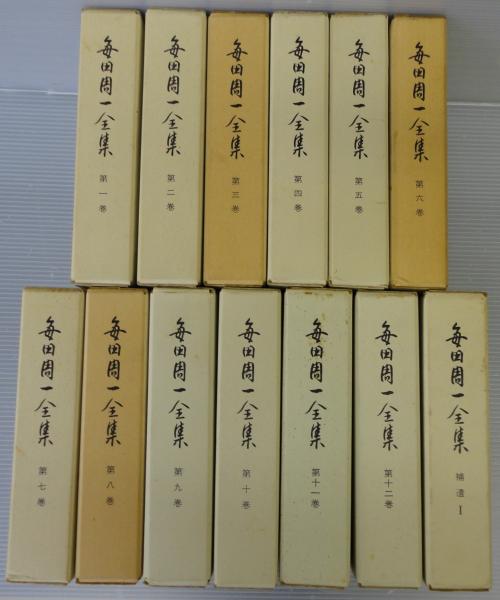 毎田周一全集
第一巻
毎田周一全集
第二巻
毎田周一全集
第三巻
毎田周一全集
第四巻
毎田周一全集
第五巻
毎田周一全集
第六巻
毎田周一全集
第七巻
毎田周一全集
第八巻
毎田周一全集
第九巻
毎田周一全集
第十巻
毎田周一全集
第十一巻
毎田周一全集
第十二巻
毎田周一全集
補遺 I